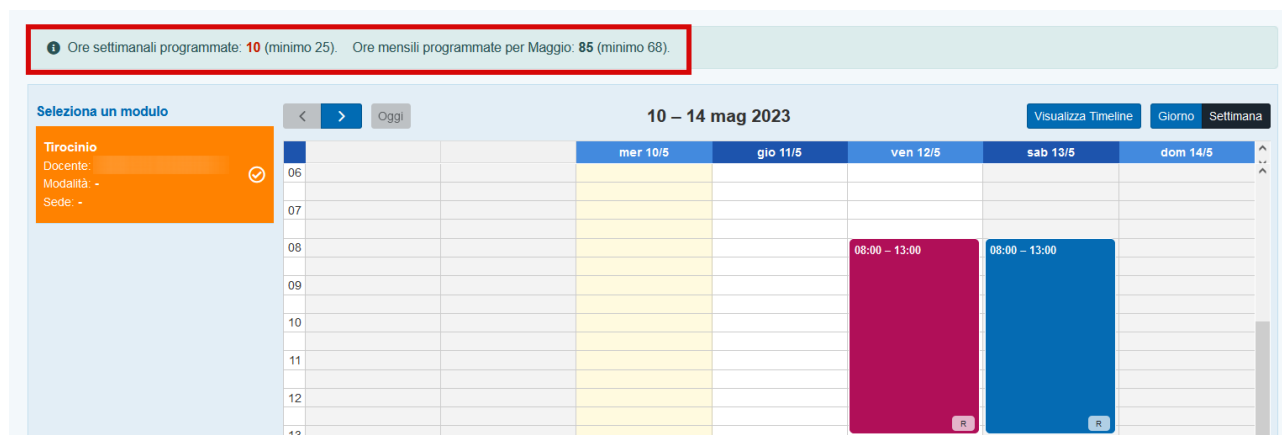 Ore settimanali programmate: 10 (minimo 25). Ore mensili programmate per Maggio: 85 (minimo 68).
Seleziona un modulo
Oggi
10 – 14 mag 2023
Visualizza Timeline
Giorno
Settimana
Tirocinio
Docente:
Modalità: -
Sede: -
mer 10/5
gio 11/5
ven 12/5
sab 13/5
dom 14/5
06
07
08
08:00 – 13:00
08:00 – 13:00
09
10
11
12
R
R
13